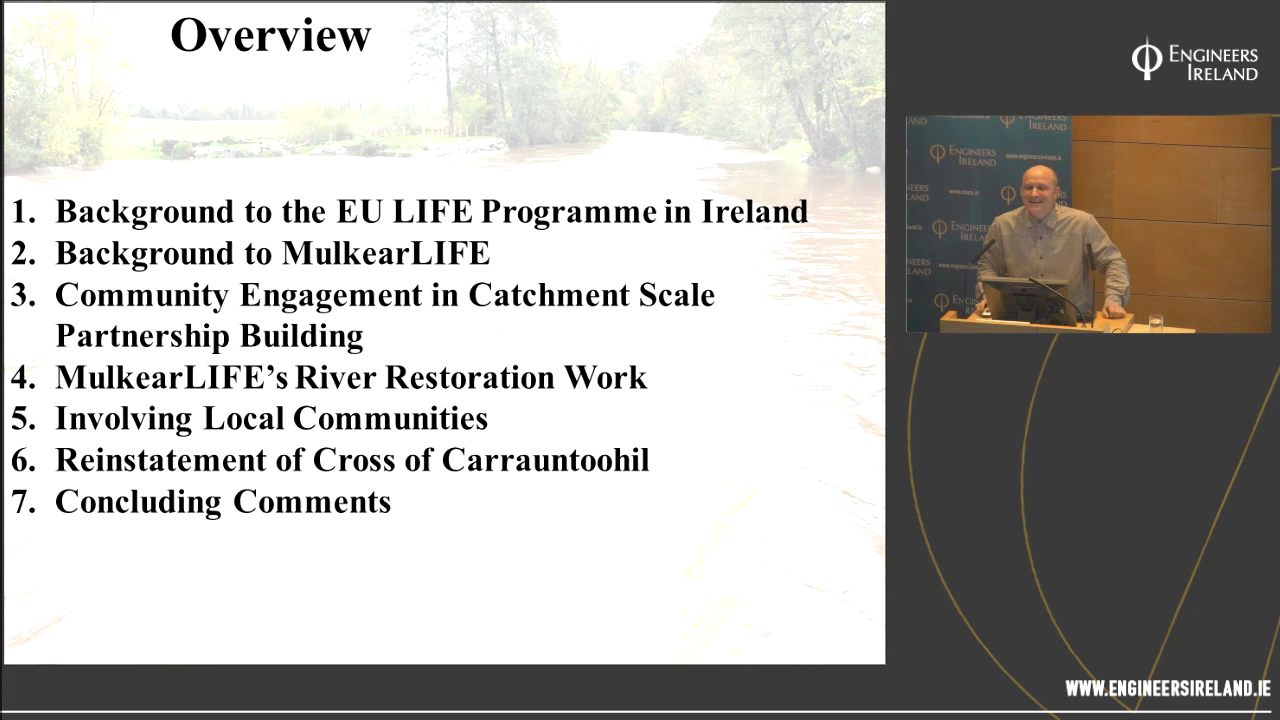 Overview
1. Background to the EU LIFE Programme in Ireland
2. Background to MulkearLIFE
3. Community Engagement in Catchment Scale
Partnership Building
4. MulkearLIFE’s River Restoration Work
5. Involving Local Communities
6. Reinstatement of Cross of Carrauntoohil
7. Concluding Comments
ENGINEERS
IRELAND
ENGINEERS
IRELAND
WWW.ENGINEERSIRELAND.IE